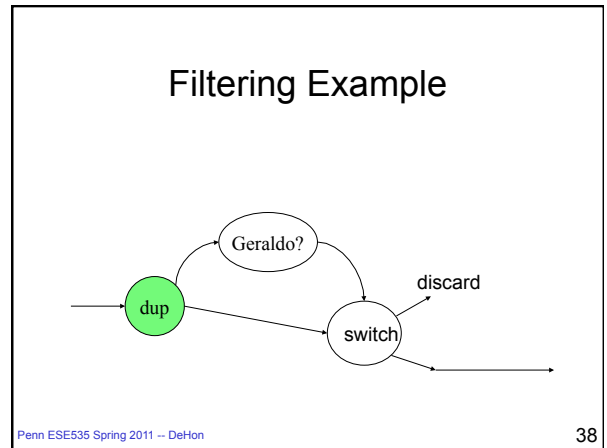 Filtering Example
Geraldo?
discard
dup
switch
Penn ESE535 Spring 2011 -- DeHon
38